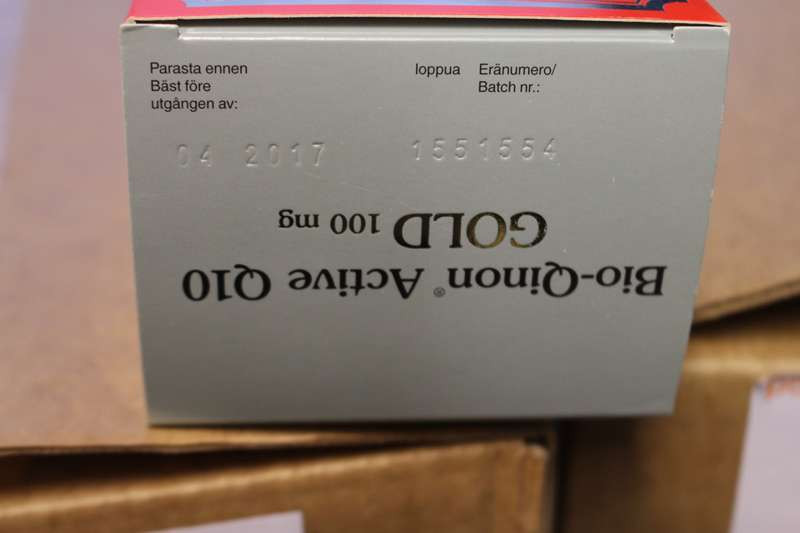 Parasta ennen loppua Eränumero/
Bäst före Batch nr.:
utgången av:
04 2017 1551554
Bio-Qinon® Active Q10
GOLD 100 mg